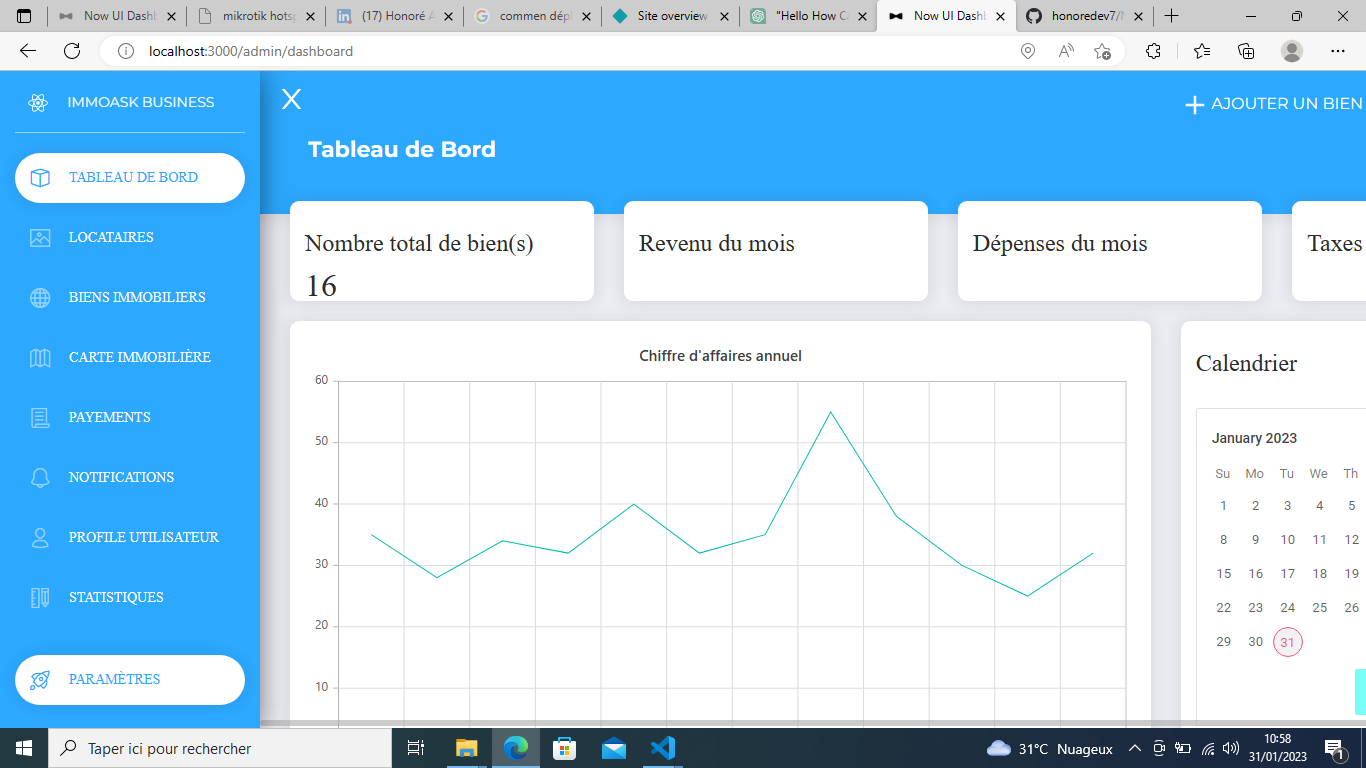 Now UI Dashb
mikrotik hotsp
(17) Honoré A
commen dépl
Site overview
"Hello How Ca
Now UI Dashb
honoredev7/
localhost:3000/admin/dashboard
IMMOASK BUSINESS
X
AJOUTER UN BIEN
Tableau de Bord
TABLEAU DE BORD
LOCATAIRES
BIENS IMMOBILIERS
CARTE IMMOBILIÈRE
PAYEMENTS
NOTIFICATIONS
PROFILE UTILISATEUR
STATISTIQUES
PARAMÈTRES
Nombre total de bien(s)
16
Revenu du mois
Dépenses du mois
Taxes
Chiffre d'affaires annuel
60
50
40
30
20
10
Calendrier
January 2023
Su Mo Tu We Th
1 2 3 4 5
8 9 10 11 12
15 16 17 18 19
22 23 24 25 26
29 30 31
Taper ici pour rechercher
31°C Nuageux
10:58
31/01/2023
1